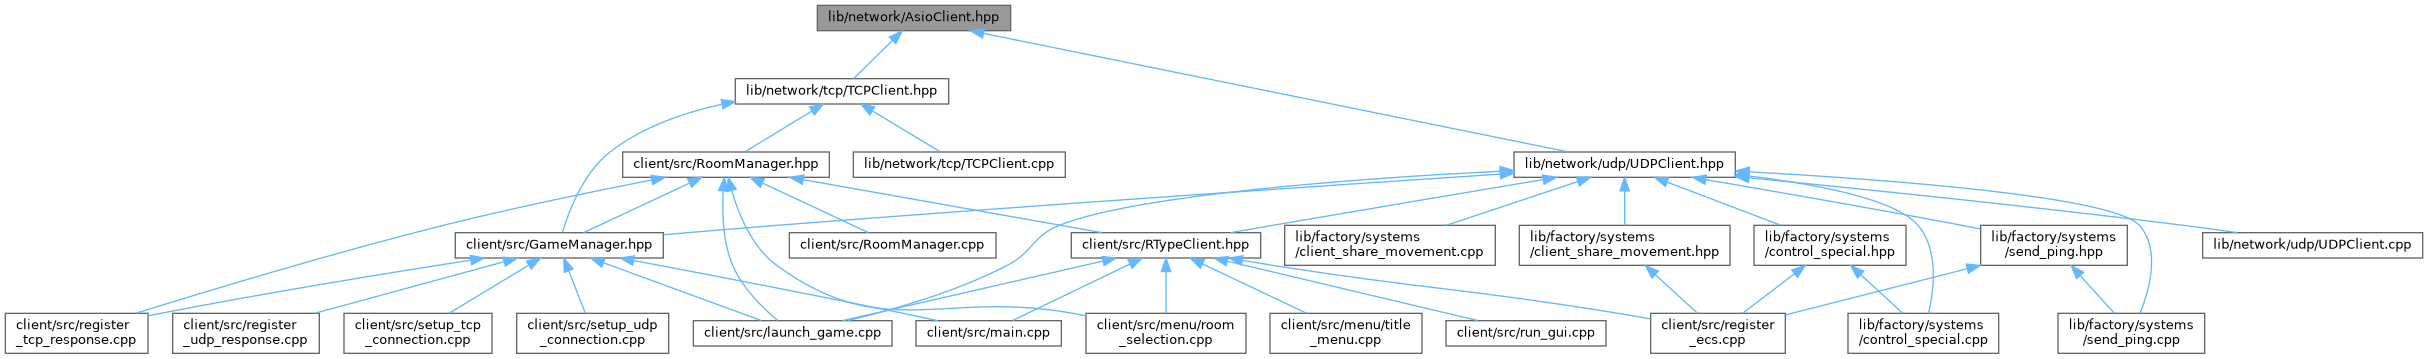 lib/network/AsioClient.hpp
lib/network/tcp/TCPClient.hpp
client/src/RoomManager.hpp
lib/network/tcp/TCPClient.cpp
lib/network/udp/UDPClient.hpp
client/src/GameManager.hpp
client/src/RoomManager.cpp
client/src/RTypeClient.hpp
lib/factory/systems
/client_share_movement.cpp
lib/factory/systems
/client_share_movement.hpp
lib/factory/systems
/control_special.hpp
lib/factory/systems
/send_ping.hpp
lib/network/udp/UDPClient.cpp
client/src/register
_tcp_response.cpp
client/src/register
_udp_response.cpp
client/src/setup_tcp
_connection.cpp
client/src/setup_udp
_connection.cpp
client/src/launch_game.cpp
client/src/main.cpp
client/src/menu/room
_selection.cpp
client/src/menu/title
_menu.cpp
client/src/run_gui.cpp
client/src/register
_ecs.cpp
lib/factory/systems
/control_special.cpp
lib/factory/systems
/send_ping.cpp